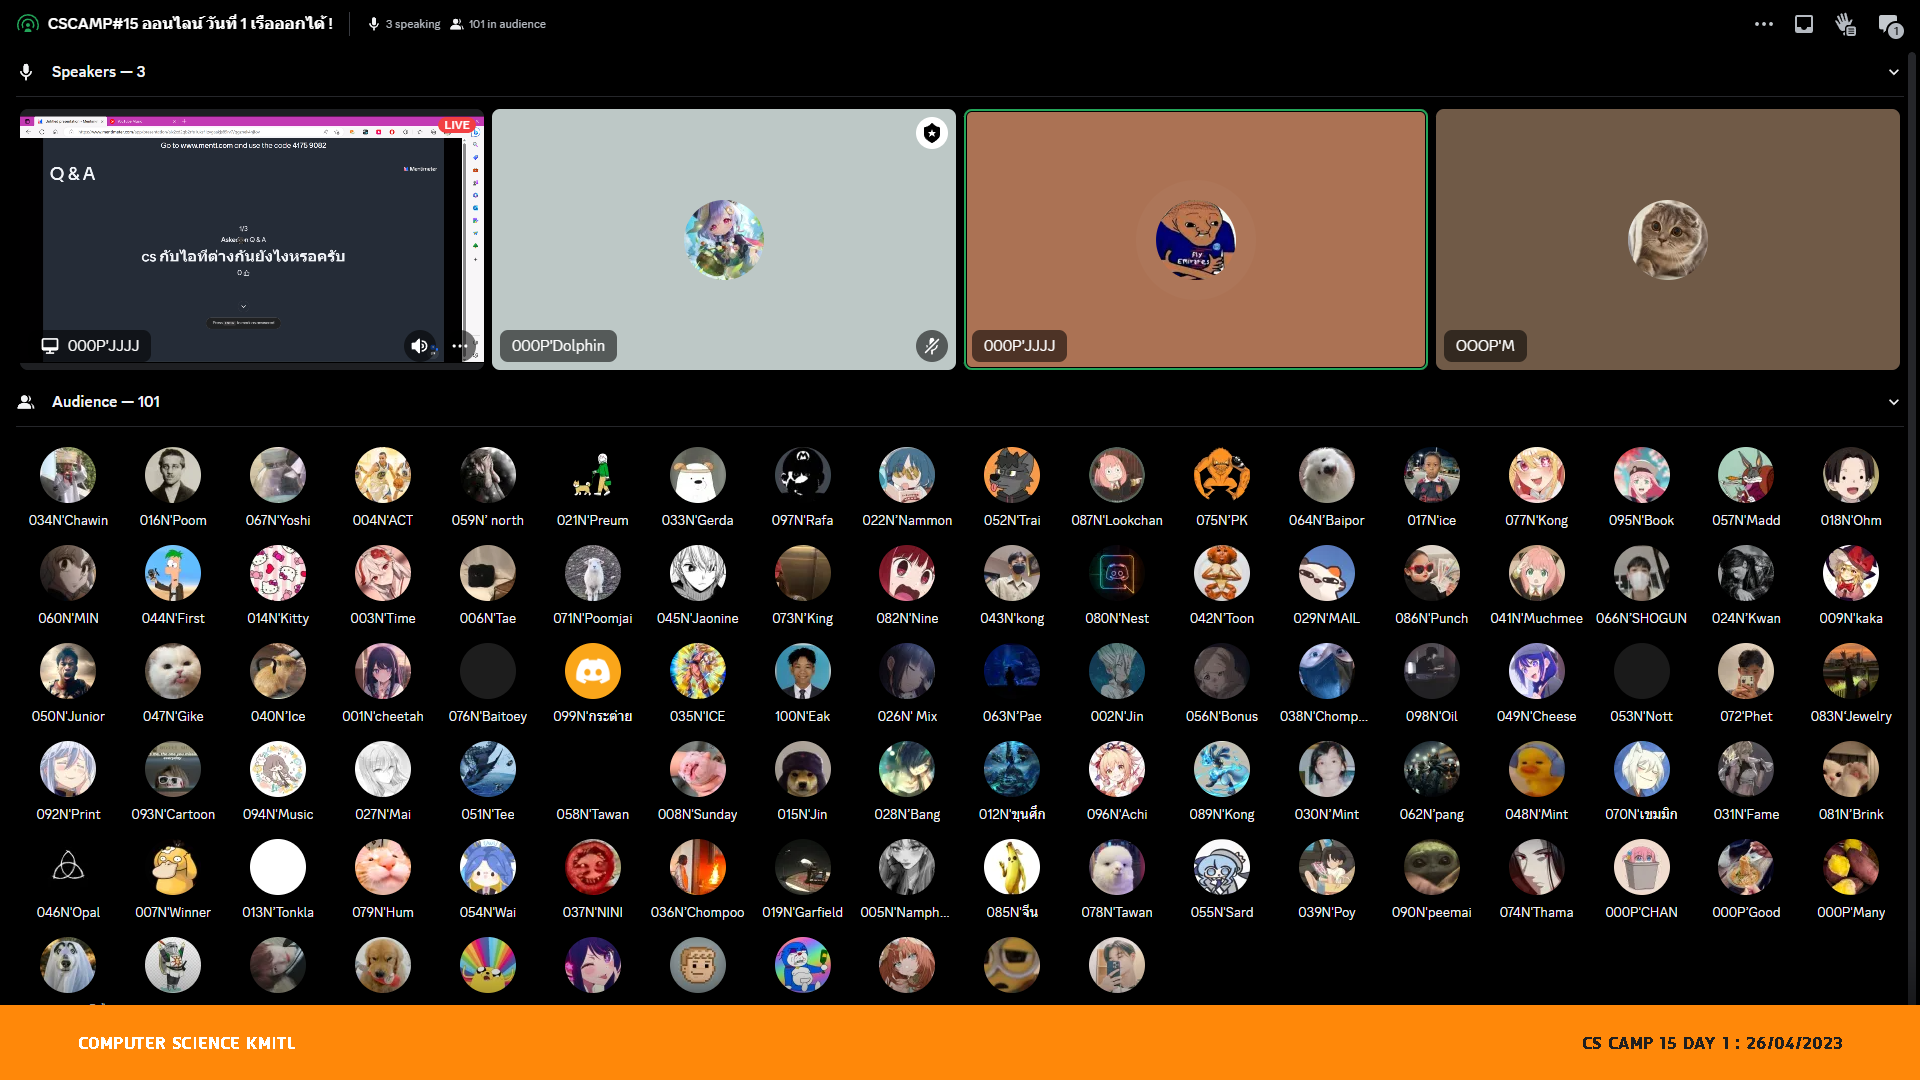 CSCAMP#15 ออนไลน์ วันที่ 1 เรือออกได้ !
3 speaking
101 in audience
1
Speakers — 3
LIVE
Go to www.menti.com and use the code 4175 9082
Q & A
Mentimeter
1/3
CS กับไอทีต่างกันยังไงหรอครับ
0
OOOP'JJJJ
OOOP'Dolphin
OOOP'JJJJ
OOOP'M
Fly
Emirates
Audience — 101
034N'Chawin 016N'Poom 067N'Yoshi 004N'ACT 059N' north 021N'Preum 033N'Gerda 097N'Rafa 022N'Nammon 052N'Trai 087N'Lookchan 075N'PK 064N'Baipor 017N'ice 077N'Kong 095N'Book 057N'Madd 018N'Ohm
060N'MIN 044N'First 014N'Kitty 003N'Time 006N'Tae 071N'Poomjai 045N'Jaonine 073N'King 082N'Nine 043N'kong 080N'Nest 042N'Toon 029N'MAIL 086N'Punch 041N'Muchmee 066N'SHOGUN 024N'Kwan 009N'kaka
050N'Junior 047N'Gike 040N'Ice 001N'cheetah 076N'Baitoey 099N'กระต่าย 035N'ICE 100N'Eak 026N' Mix 063N'Pae 002N'Jin 056N'Bonus 038N'Chomp... 098N'Oil 049N'Cheese 053N'Nott 072'Phet 083N'Jewelry
092N'Print 093N'Cartoon 094N'Music 027N'Mai 051N'Tee 058N'Tawan 008N'Sunday 015N'Jin 028N'Bang 012N'ขุนศึก 096N'Achi 089N'Kong 030N'Mint 062N'pang 048N'Mint 070N'เขมมิก 031N'Fame 081N'Brink
046N'Opal 007N'Winner 013N'Tonkla 079N'Hum 054N'Wai 037N'NINI 036N'Chompoo 019N'Garfield 005N'Namph... 085N'จีน 078N'Tawan 055N'Sard 039N'Poy 090N'peemai 074N'Thama 000P'CHAN 000P'Good 000P'Many
COMPUTER SCIENCE KMITL
CS CAMP 15 DAY 1 : 26/04/2023